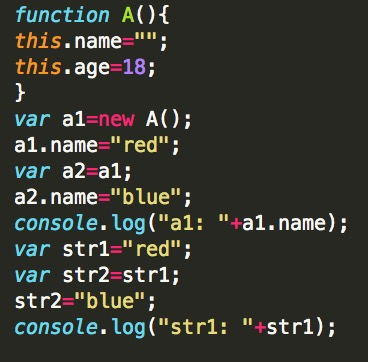 function A(){
this.name="";
this.age=18;
}
var a1=new A();
a1.name="red";
var a2=a1;
a2.name="blue";
console.log("a1: "+a1.name);
var str1="red";
var str2=str1;
str2="blue";
console.log("str1: "+str1);